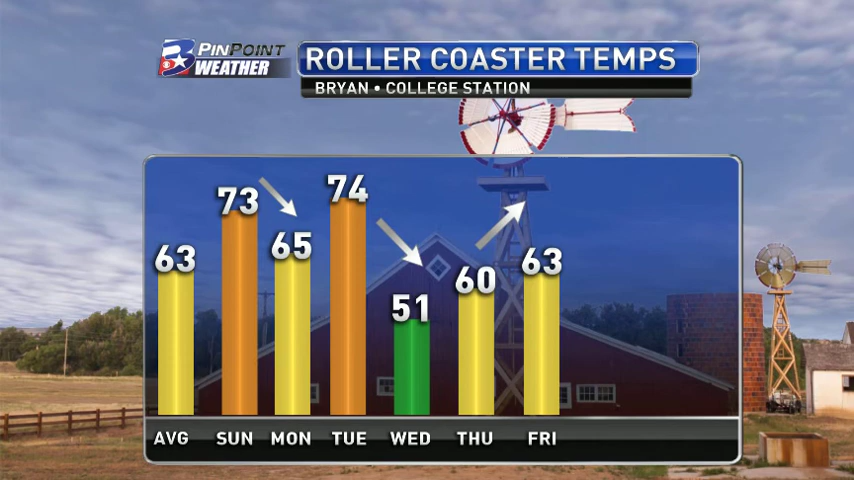 PINPOINT
WEATHER
ROLLER COASTER TEMPS
BRYAN • COLLEGE STATION
63
73
65
74
51
60
63
AVG SUN MON TUE WED THU FRI